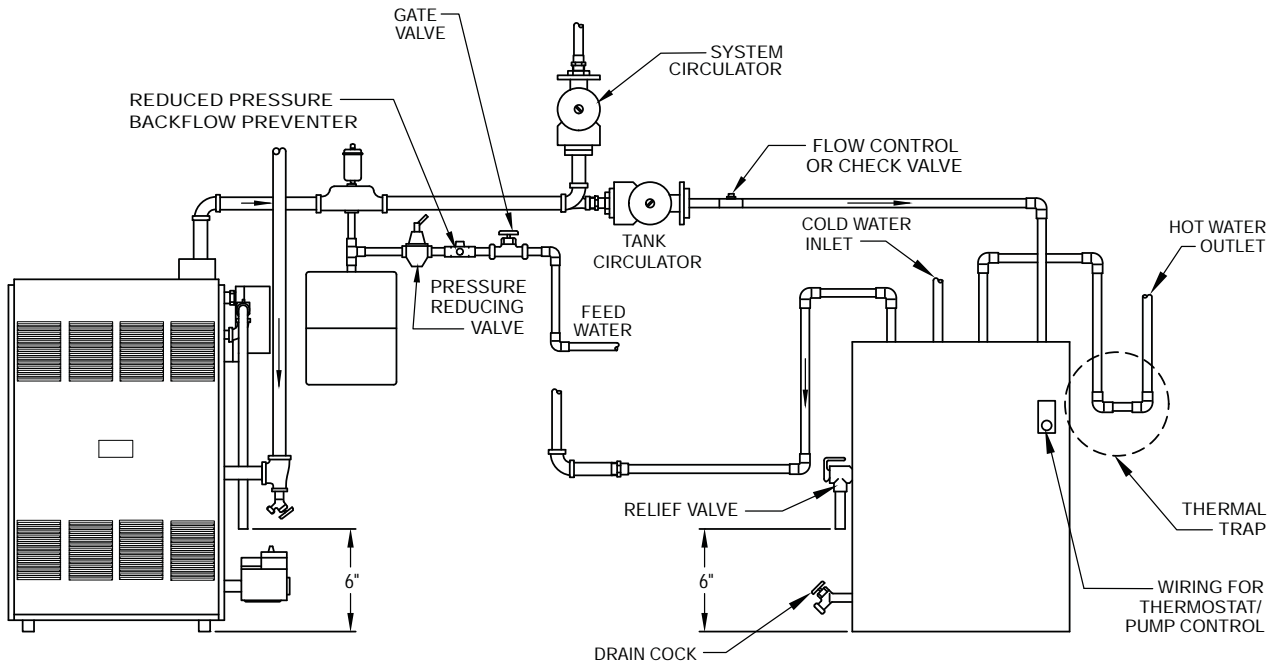 GATE
VALVE
SYSTEM
CIRCULATOR
REDUCED PRESSURE
BACKFLOW PREVENTER
FLOW CONTROL
OR CHECK VALVE
COLD WATER
INLET
HOT WATER
OUTLET
TANK
CIRCULATOR
PRESSURE
REDUCING
VALVE
FEED
WATER
RELIEF VALVE
THERMAL
TRAP
6"
6"
WIRING FOR
THERMOSTAT/
PUMP CONTROL
DRAIN COCK